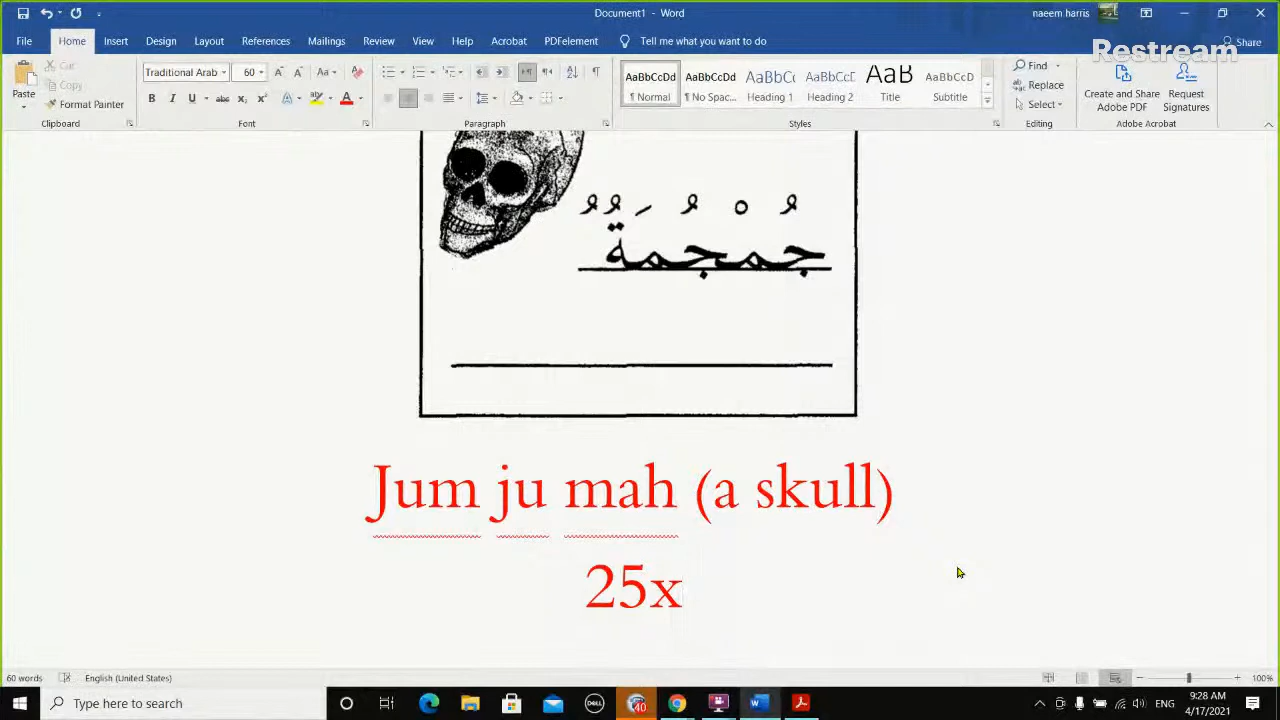 Document1 - Word
naeem harris
File Home Insert Design Layout References Mailings Review View Help Acrobat PDFelement Tell me what you want to do Share
Restream
Paste Cut Copy Format Painter
Traditional Arab 60
AaBbCcDd AaBbCcDd AaBbCc AaBbCcC AaB AaBbCcD
Normal No Spac... Heading 1 Heading 2 Title Subtitle
Find
Replace
Select
Create and Share Adobe PDF
Request Signatures
Clipboard Font Paragraph Styles Editing Adobe Acrobat
جُمْجُمَةٌ
Jum ju mah (a skull)
25x
60 words English (United States) 100%
Type here to search
DELL
40
ENG
9:28 AM
4/17/2021